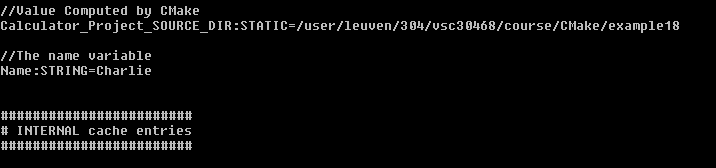 //Value Computed by CMake
Calculator_Project_SOURCE_DIR:STATIC=/user/leuven/304/vsc30468/course/CMake/example18
//The name variable
Name:STRING=Charlie
########################
# INTERNAL cache entries
########################